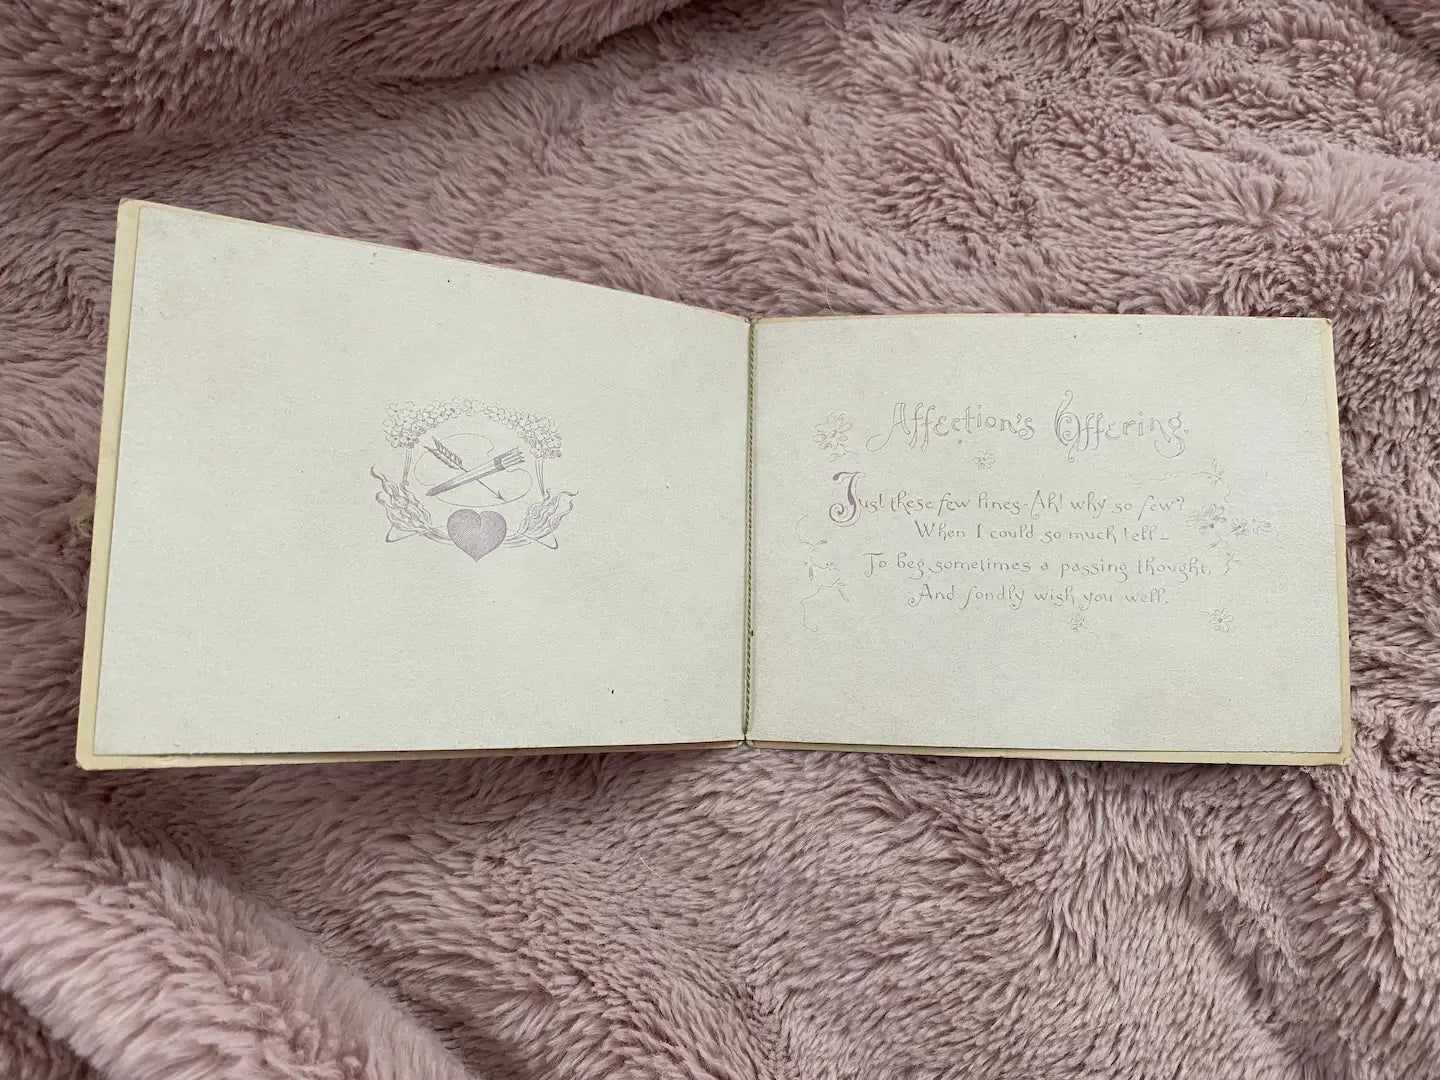 Affection's Offering.
Just these few lines-Ah! why so few?
When I could so much tell-
To beg sometimes a passing thought,
And fondly wish you well.